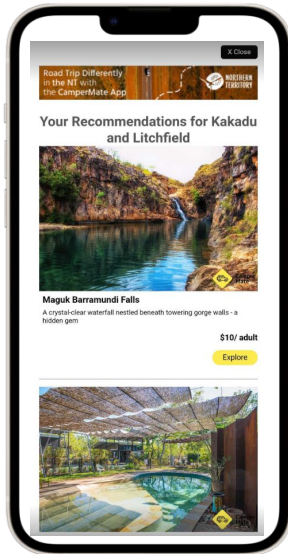 X Close
Road Trip Differently
in the NT with
the CamperMate App
NORTHERN
TERRITORY
Your Recommendations for Kakadu
and Litchfield
Maguk Barramundi Falls
A crystal-clear waterfall nestled beneath towering gorge walls - a
hidden gem
$10/ adult
Explore